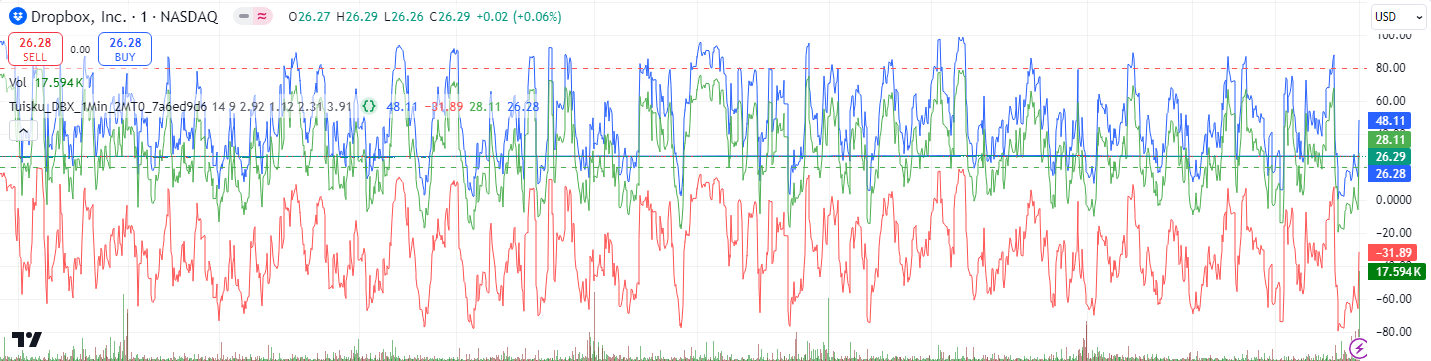 Dropbox, Inc. · 1 · NASDAQ O26.27 H26.29 L26.26 C26.29 +0.02 (+0.06%) USD
26.28 SELL 0.00 26.28 BUY
Vol 17.594 K
Tuisku_DBX_1Min_2MT0_7a6ed9d6 14 9 2.92 1.12 2.31 3.91 {} 48.11 −31.89 28.11 26.28
100.00
80.00
60.00
48.11
28.11
26.29
26.28
0.0000
−20.00
−31.89
17.594 K
−60.00
−80.00